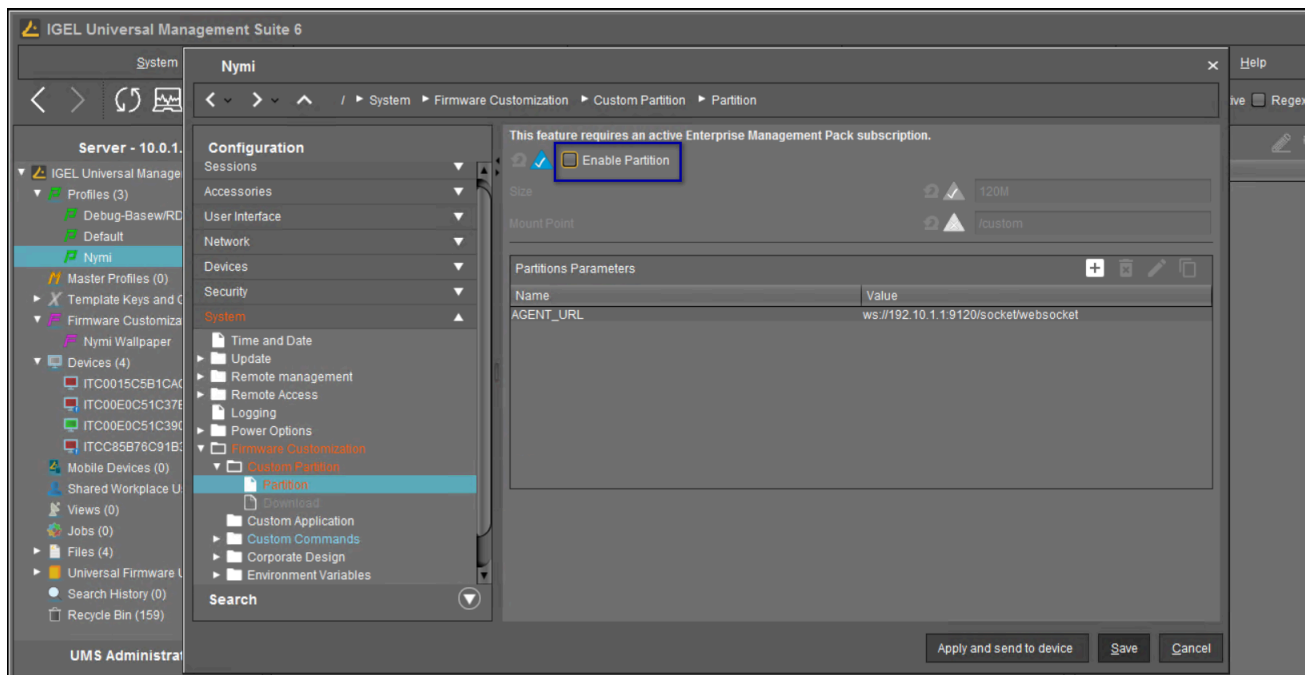 IGEL Universal Management Suite 6
System
Help
Nymi
/ System Firmware Customization Custom Partition Partition
Regex
Server - 10.0.1.
IGEL Universal Manage
Profiles (3)
Debug-Basew/RD
Default
Nymi
Master Profiles (0)
Template Keys and G
Firmware Customiza
Nymi Wallpaper
Devices (4)
ITC0015C5B1CA
ITC00E0C51C37E
ITC00E0C51C390
ITCC85B76C91B
Mobile Devices (0)
Shared Workplace U
Views (0)
Jobs (0)
Files (4)
Universal Firmware U
Search History (0)
Recycle Bin (159)
UMS Administrat
Configuration
Sessions
Accessories
User Interface
Network
Devices
Security
System
Time and Date
Update
Remote management
Remote Access
Logging
Power Options
Firmware Customization
Custom Partition
Partition
Download
Custom Application
Custom Commands
Corporate Design
Environment Variables
Search
This feature requires an active Enterprise Management Pack subscription.
Enable Partition
Size 120M
Mount Point /custom
Partitions Parameters
Name Value
AGENT_URL ws://192.10.1.1:9120/socket/websocket
Apply and send to device Save Cancel